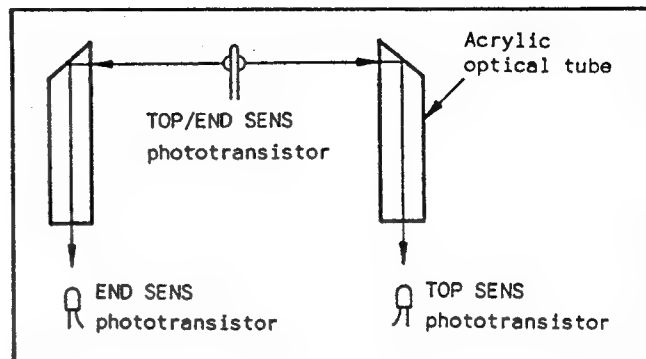 Acrylic
optical tube
TOP/END SENS
phototransistor
END SENS
phototransistor
TOP SENS
phototransistor